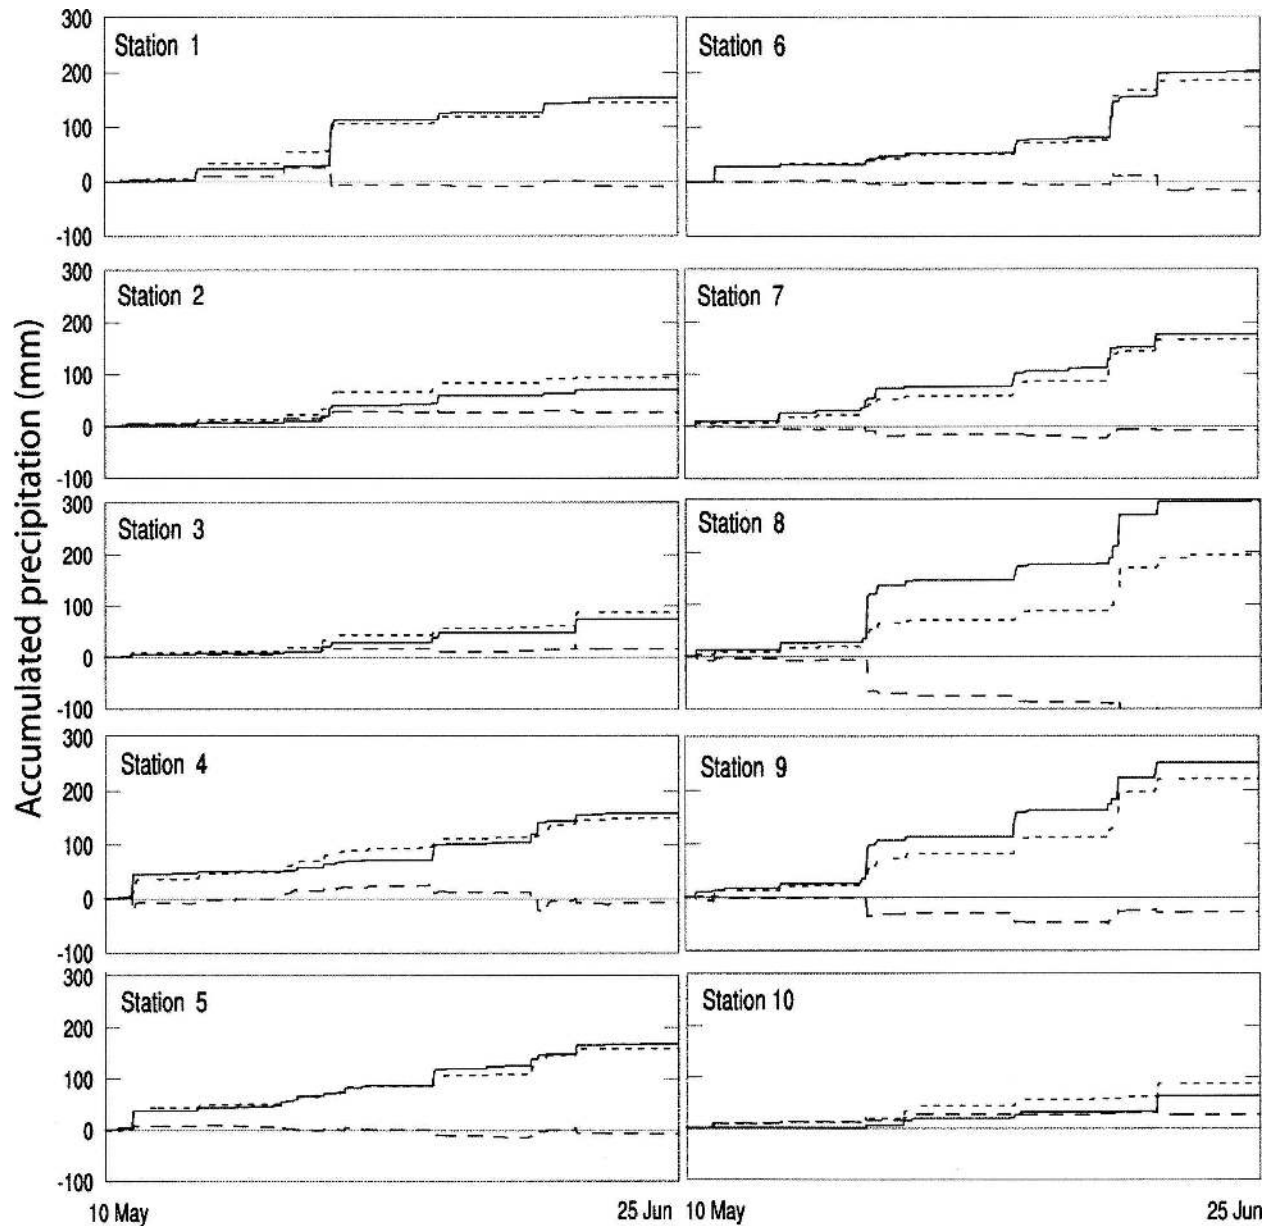 Accumulated precipitation (mm)
300
Station 1
200
100
0
-100
Station 6
300
Station 2
200
100
0
-100
Station 7
300
Station 3
200
100
0
-100
Station 8
300
Station 4
200
100
0
-100
Station 9
300
Station 5
200
100
0
-100
Station 10
10 May 25 Jun 10 May 25 Jun